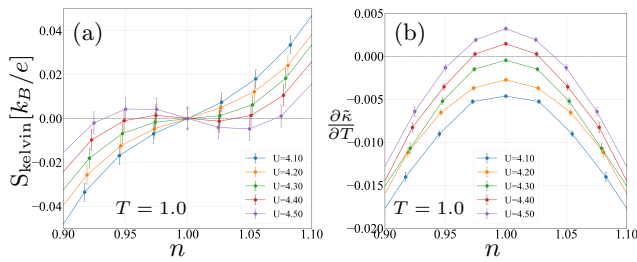 (a)
S_kelvin [k_B/e]
0.04
0.02
0.00
−0.02
−0.04
U=4.10
U=4.20
U=4.30
U=4.40
U=4.50
T = 1.0
0.90 0.95 1.00 1.05 1.10
n
(b)
∂κ̃/∂T
0.005
0.000
−0.005
−0.010
−0.015
−0.020
U=4.10
U=4.20
U=4.30
U=4.40
U=4.50
T = 1.0
0.90 0.95 1.00 1.05 1.10
n